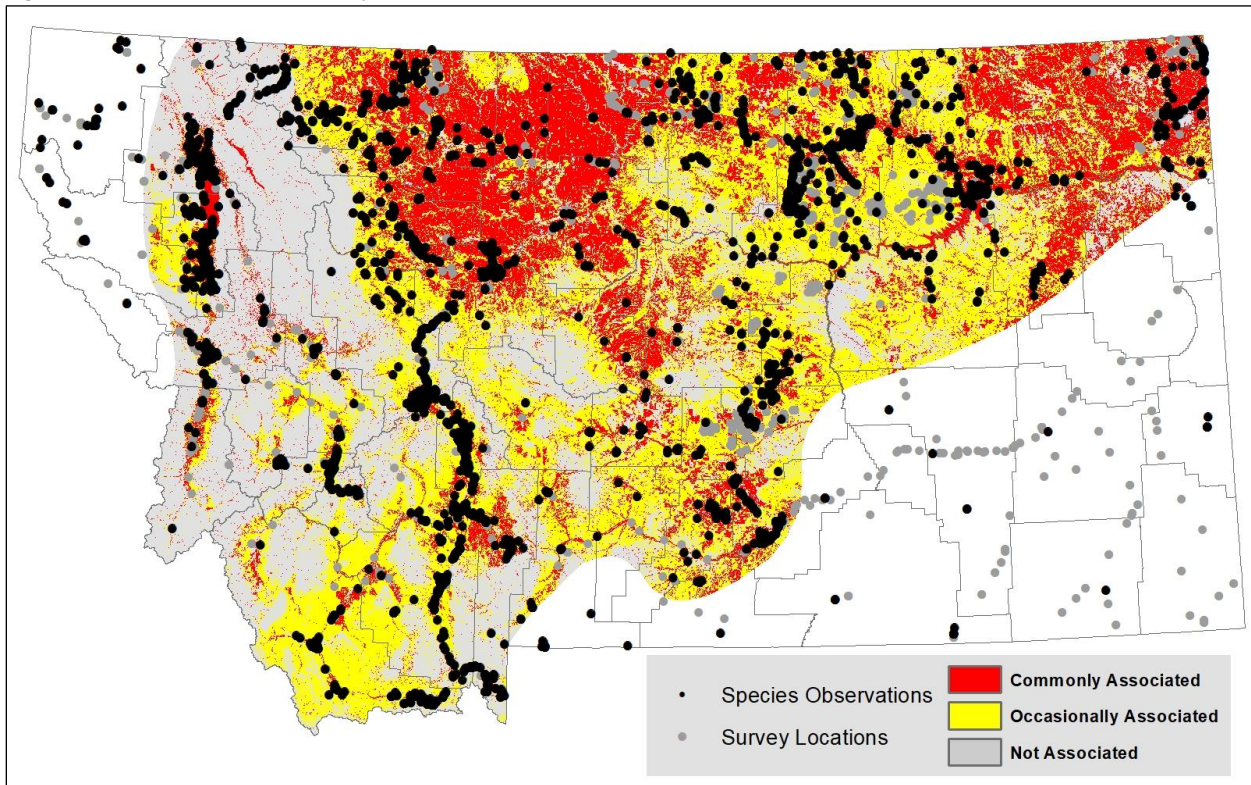 Species Observations
Survey Locations
Commonly Associated
Occasionally Associated
Not Associated